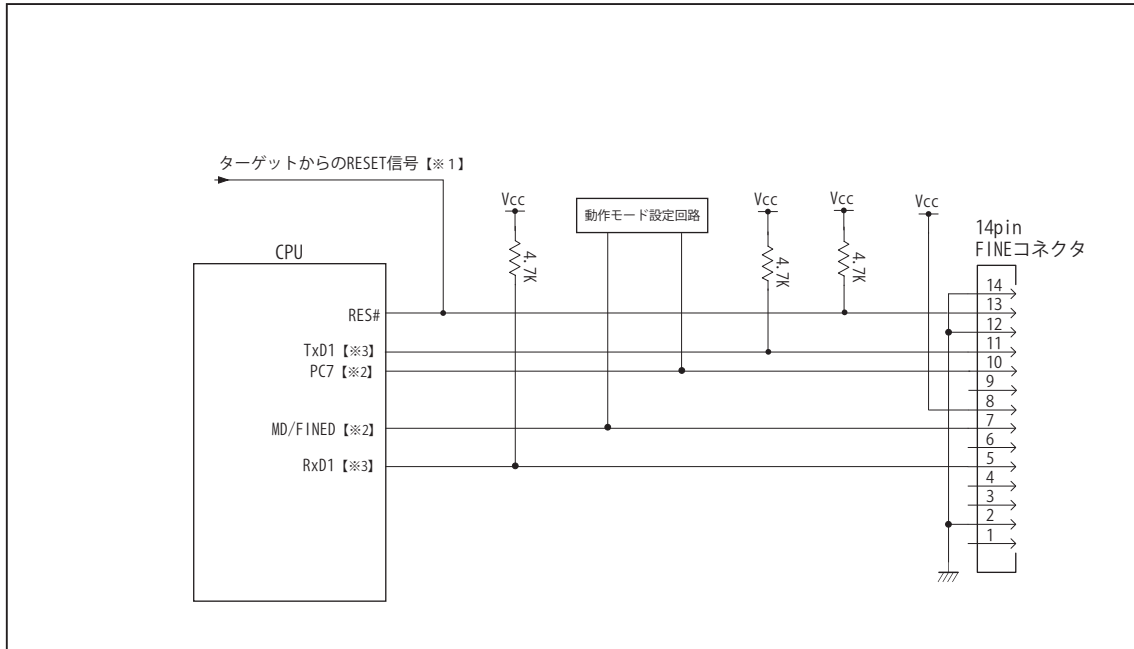 ターゲットからのRESET信号【※1】
Vcc
動作モード設定回路
Vcc
Vcc
Vcc
14pin
FINEコネクタ
CPU
4.7K
4.7K
4.7K
RES#
TxD1【※3】
PC7【※2】
MD/FINED【※2】
RxD1【※3】
14
13
12
11
10
9
8
7
6
5
4
3
2
1